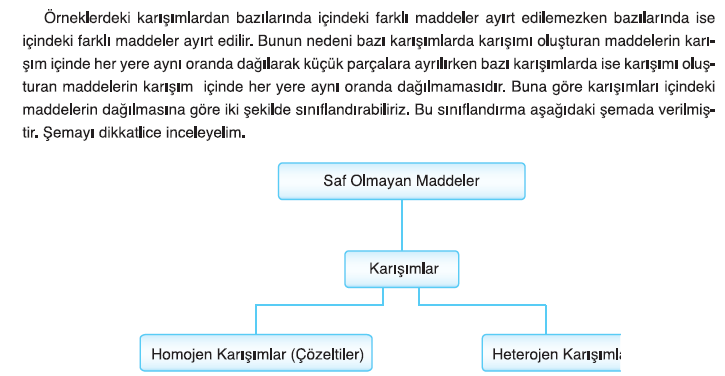 Örneklerdeki karışımlardan bazılarında içindeki farklı maddeler ayırt edilemezken bazılarında ise
içindeki farklı maddeler ayırt edilir. Bunun nedeni bazı karışımlarda karışımı oluşturan maddelerin karı-
şım içinde her yere aynı oranda dağılarak küçük parçalara ayrılırken bazı karışımlarda ise karışımı oluş-
turan maddelerin karışım içinde her yere aynı oranda dağılmamasıdır. Buna göre karışımları içindeki
maddelerin dağılmasına göre iki şekilde sınıflandırabiliriz. Bu sınıflandırma aşağıdaki şemada verilmiş-
tir. Şemayı dikkatlice inceleyelim.
Saf Olmayan Maddeler
Karışımlar
Homojen Karışımlar (Çözeltiler)
Heterojen